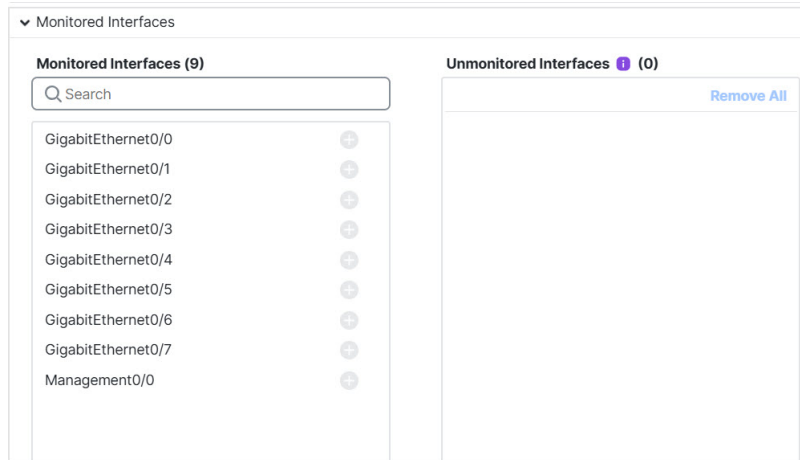 Monitored Interfaces
Monitored Interfaces (9)
Search
GigabitEthernet0/0
GigabitEthernet0/1
GigabitEthernet0/2
GigabitEthernet0/3
GigabitEthernet0/4
GigabitEthernet0/5
GigabitEthernet0/6
GigabitEthernet0/7
Management0/0
Unmonitored Interfaces i (0)
Remove All